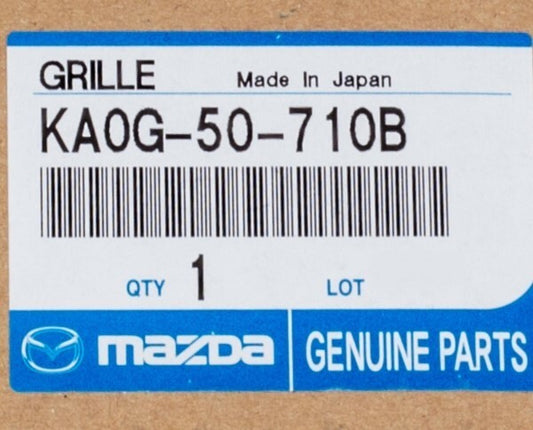 GRILLE Made In Japan
KA0G-50-710B
QTY 1 LOT
mazda GENUINE PARTS